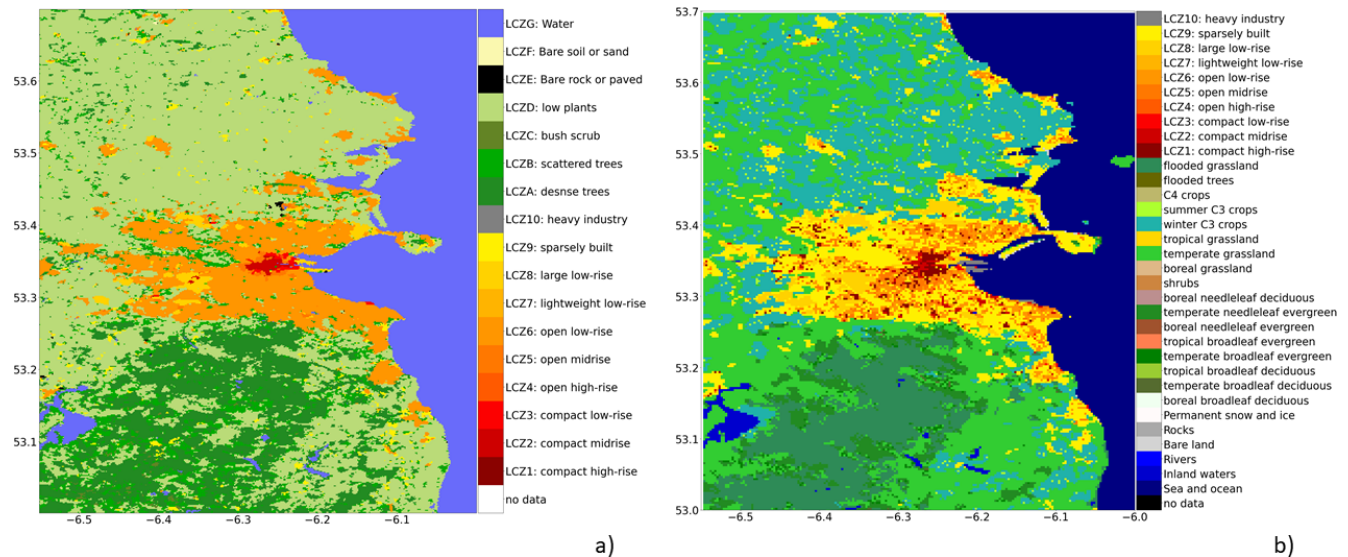 LCZG: Water
LCZF: Bare soil or sand
LCZE: Bare rock or paved
LCZD: low plants
LCZC: bush scrub
LCZB: scattered trees
LCZA: desnse trees
LCZ10: heavy industry
LCZ9: sparsely built
LCZ8: large low-rise
LCZ7: lightweight low-rise
LCZ6: open low-rise
LCZ5: open midrise
LCZ4: open high-rise
LCZ3: compact low-rise
LCZ2: compact midrise
LCZ1: compact high-rise
no data
53.6
53.5
53.4
53.3
53.2
53.1
−6.5
−6.4
−6.3
−6.2
−6.1
a)
53.7
53.6
53.5
53.4
53.3
53.2
53.1
53.0
−6.5
−6.4
−6.3
−6.2
−6.1
−6.0
LCZ10: heavy industry
LCZ9: sparsely built
LCZ8: large low-rise
LCZ7: lightweight low-rise
LCZ6: open low-rise
LCZ5: open midrise
LCZ4: open high-rise
LCZ3: compact low-rise
LCZ2: compact midrise
LCZ1: compact high-rise
flooded grassland
flooded trees
C4 crops
summer C3 crops
winter C3 crops
tropical grassland
temperate grassland
boreal grassland
shrubs
boreal needleleaf deciduous
temperate needleleaf evergreen
boreal needleleaf evergreen
tropical broadleaf evergreen
temperate broadleaf evergreen
tropical broadleaf deciduous
temperate broadleaf deciduous
boreal broadleaf deciduous
Permanent snow and ice
Rocks
Bare land
Rivers
Inland waters
Sea and ocean
no data
b)